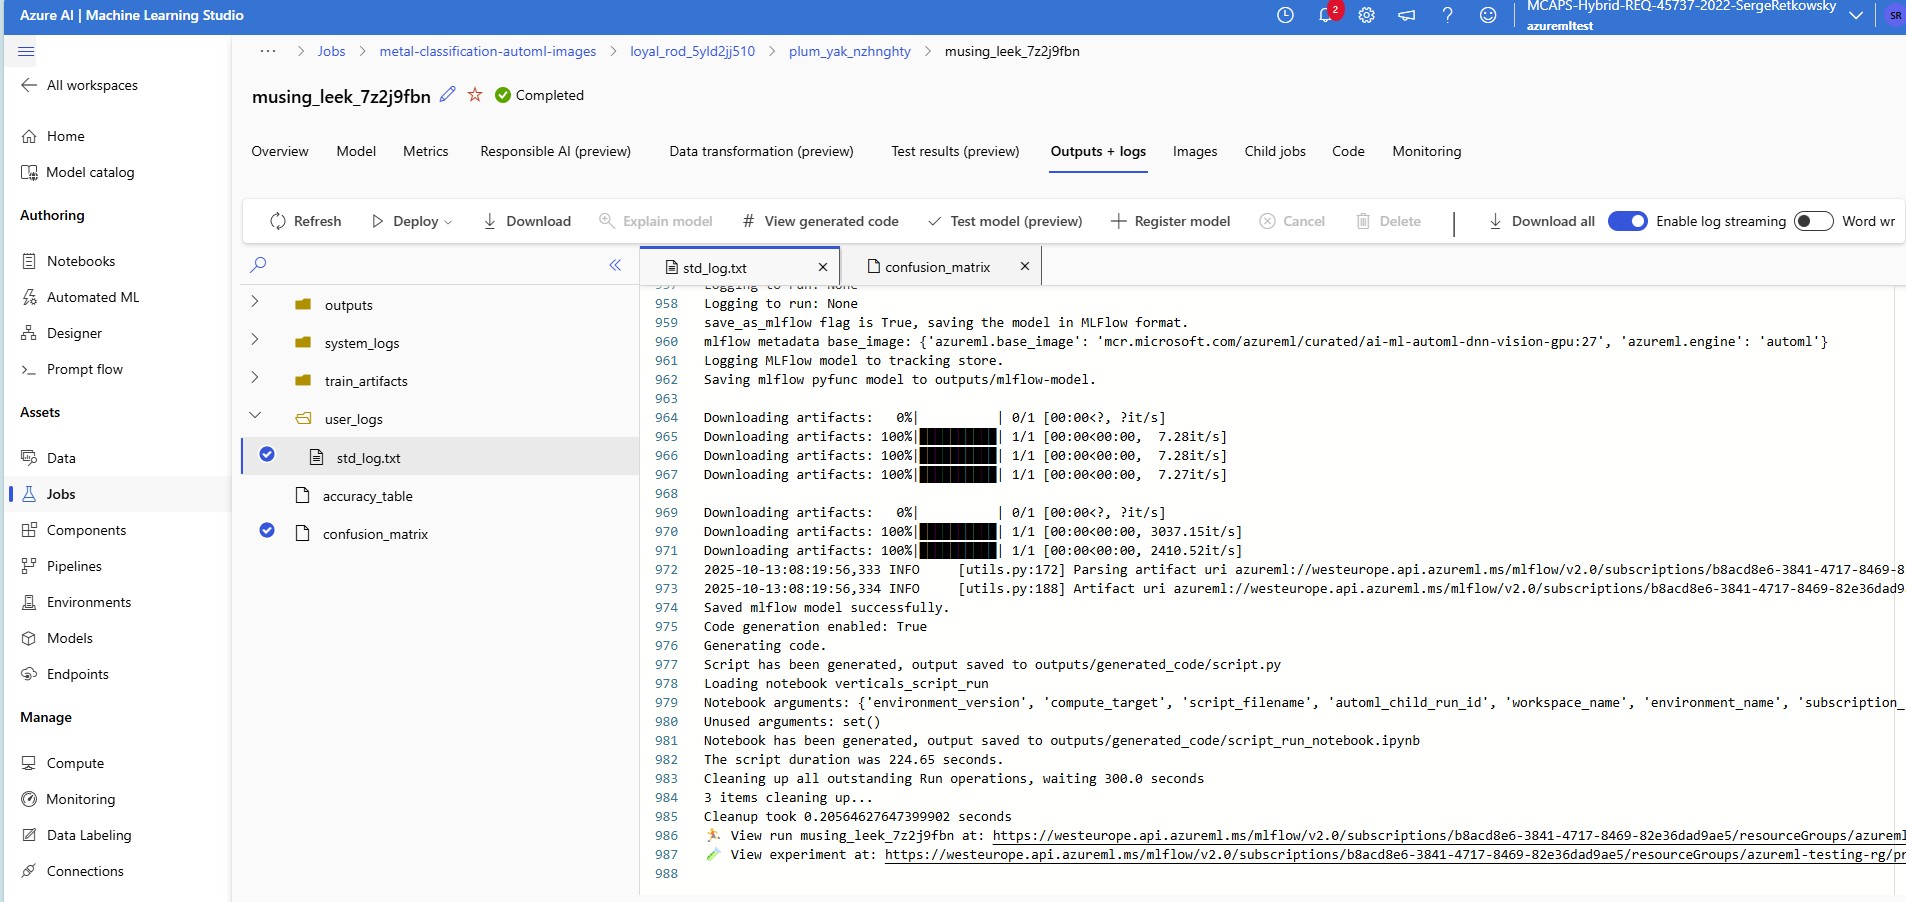 Azure AI | Machine Learning Studio
2
MCAPS-Hybrid-REQ-45737-2022-SergeRetkowsky
azuremltest
SR
··· > Jobs > metal-classification-automl-images > loyal_rod_5yld2jj510 > plum_yak_nzhnghty > musing_leek_7z2j9fbn
All workspaces
Home
Model catalog
Authoring
Notebooks
Automated ML
Designer
Prompt flow
Assets
Data
Jobs
Components
Pipelines
Environments
Models
Endpoints
Manage
Compute
Monitoring
Data Labeling
Connections
musing_leek_7z2j9fbn Completed
Overview Model Metrics Responsible AI (preview) Data transformation (preview) Test results (preview) Outputs + logs Images Child jobs Code Monitoring
Refresh Deploy Download Explain model # View generated code Test model (preview) Register model Cancel Delete | Download all Enable log streaming Word wr
outputs
system_logs
train_artifacts
user_logs
std_log.txt
accuracy_table
confusion_matrix
std_log.txt confusion_matrix
957 Logging to run: None
958 Logging to run: None
959 save_as_mlflow flag is True, saving the model in MLFlow format.
960 mlflow metadata base_image: {'azureml.base_image': 'mcr.microsoft.com/azureml/curated/ai-ml-automl-dnn-vision-gpu:27', 'azureml.engine': 'automl'}
961 Logging MLFlow model to tracking store.
962 Saving mlflow pyfunc model to outputs/mlflow-model.
963
964 Downloading artifacts:   0%|          | 0/1 [00:00<?, ?it/s]
965 Downloading artifacts: 100%|██████████| 1/1 [00:00<00:00,  7.28it/s]
966 Downloading artifacts: 100%|██████████| 1/1 [00:00<00:00,  7.28it/s]
967 Downloading artifacts: 100%|██████████| 1/1 [00:00<00:00,  7.27it/s]
968
969 Downloading artifacts:   0%|          | 0/1 [00:00<?, ?it/s]
970 Downloading artifacts: 100%|██████████| 1/1 [00:00<00:00, 3037.15it/s]
971 Downloading artifacts: 100%|██████████| 1/1 [00:00<00:00, 2410.52it/s]
972 2025-10-13:08:19:56,333 INFO     [utils.py:172] Parsing artifact uri azureml://westeurope.api.azureml.ms/mlflow/v2.0/subscriptions/b8acd8e6-3841-4717-8469-8
973 2025-10-13:08:19:56,334 INFO     [utils.py:188] Artifact uri azureml://westeurope.api.azureml.ms/mlflow/v2.0/subscriptions/b8acd8e6-3841-4717-8469-82e36dad9
974 Saved mlflow model successfully.
975 Code generation enabled: True
976 Generating code.
977 Script has been generated, output saved to outputs/generated_code/script.py
978 Loading notebook verticals_script_run
979 Notebook arguments: {'environment_version', 'compute_target', 'script_filename', 'automl_child_run_id', 'workspace_name', 'environment_name', 'subscription_
980 Unused arguments: set()
981 Notebook has been generated, output saved to outputs/generated_code/script_run_notebook.ipynb
982 The script duration was 224.65 seconds.
983 Cleaning up all outstanding Run operations, waiting 300.0 seconds
984 3 items cleaning up...
985 Cleanup took 0.20564627647399902 seconds
986 🏃 View run musing_leek_7z2j9fbn at: https://westeurope.api.azureml.ms/mlflow/v2.0/subscriptions/b8acd8e6-3841-4717-8469-82e36dad9ae5/resourceGroups/azureml
987 🧪 View experiment at: https://westeurope.api.azureml.ms/mlflow/v2.0/subscriptions/b8acd8e6-3841-4717-8469-82e36dad9ae5/resourceGroups/azureml-testing-rg/pr
988